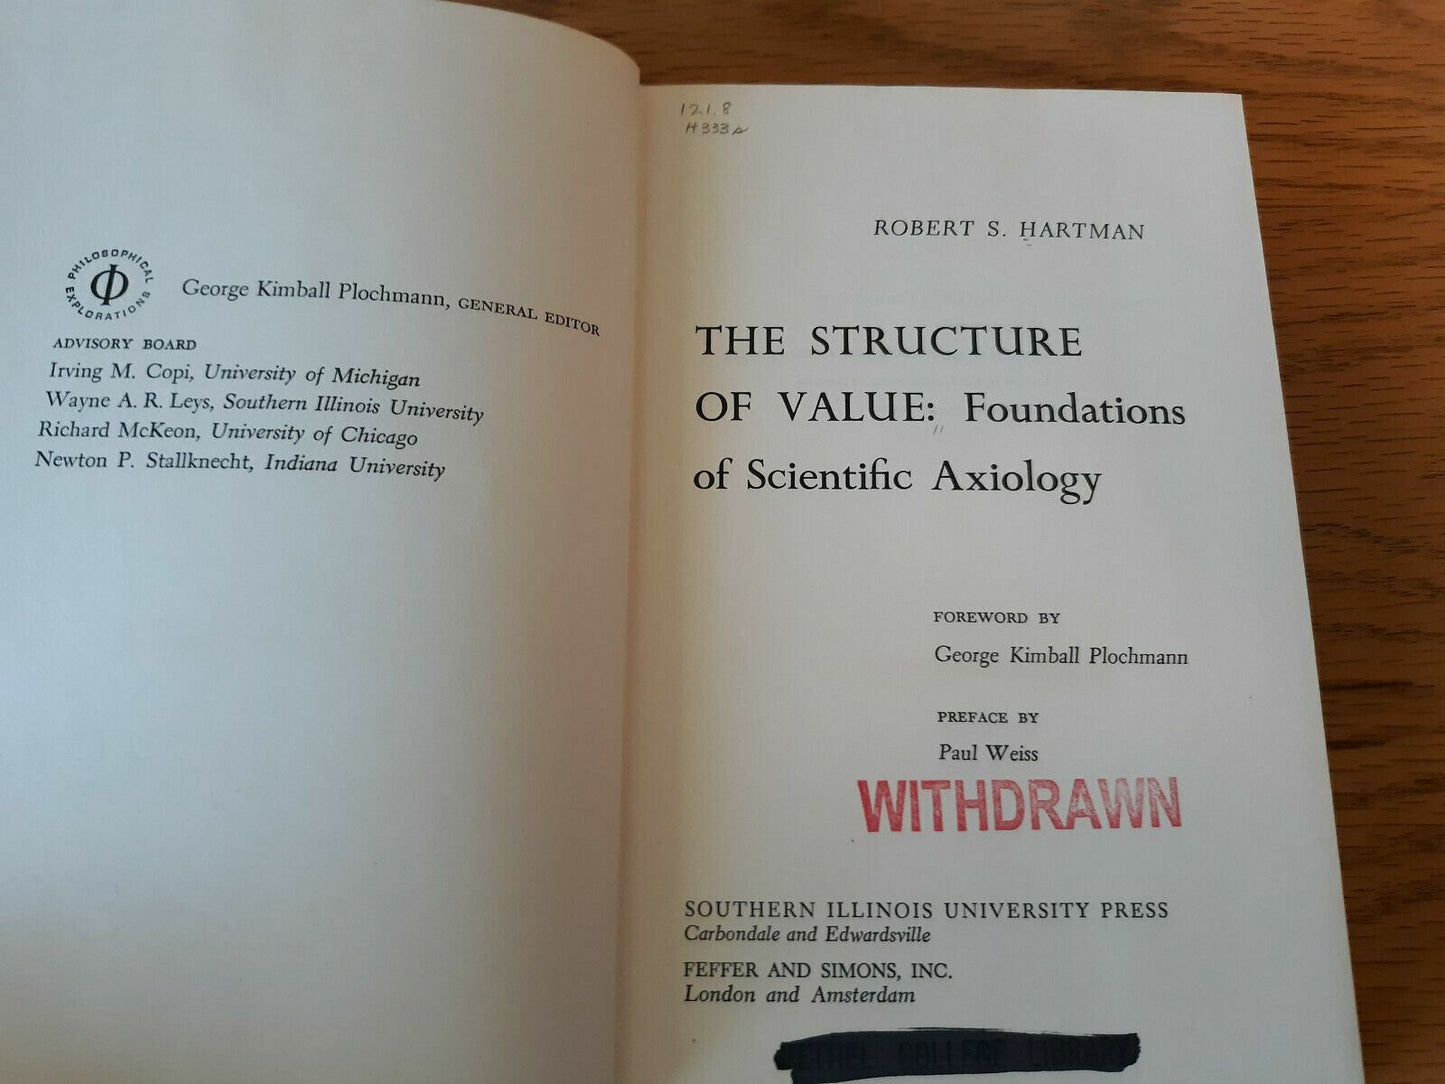 PHILOSOPHICAL EXPLORATIONS
Φ
George Kimball Plochmann, GENERAL EDITOR
ADVISORY BOARD
Irving M. Copi, University of Michigan
Wayne A. R. Leys, Southern Illinois University
Richard McKeon, University of Chicago
Newton P. Stallknecht, Indiana University
121.8
H333s
ROBERT S. HARTMAN
THE STRUCTURE
OF VALUE: Foundations
of Scientific Axiology
FOREWORD BY
George Kimball Plochmann
PREFACE BY
Paul Weiss
WITHDRAWN
SOUTHERN ILLINOIS UNIVERSITY PRESS
Carbondale and Edwardsville
FEFFER AND SIMONS, INC.
London and Amsterdam
COLLEGE